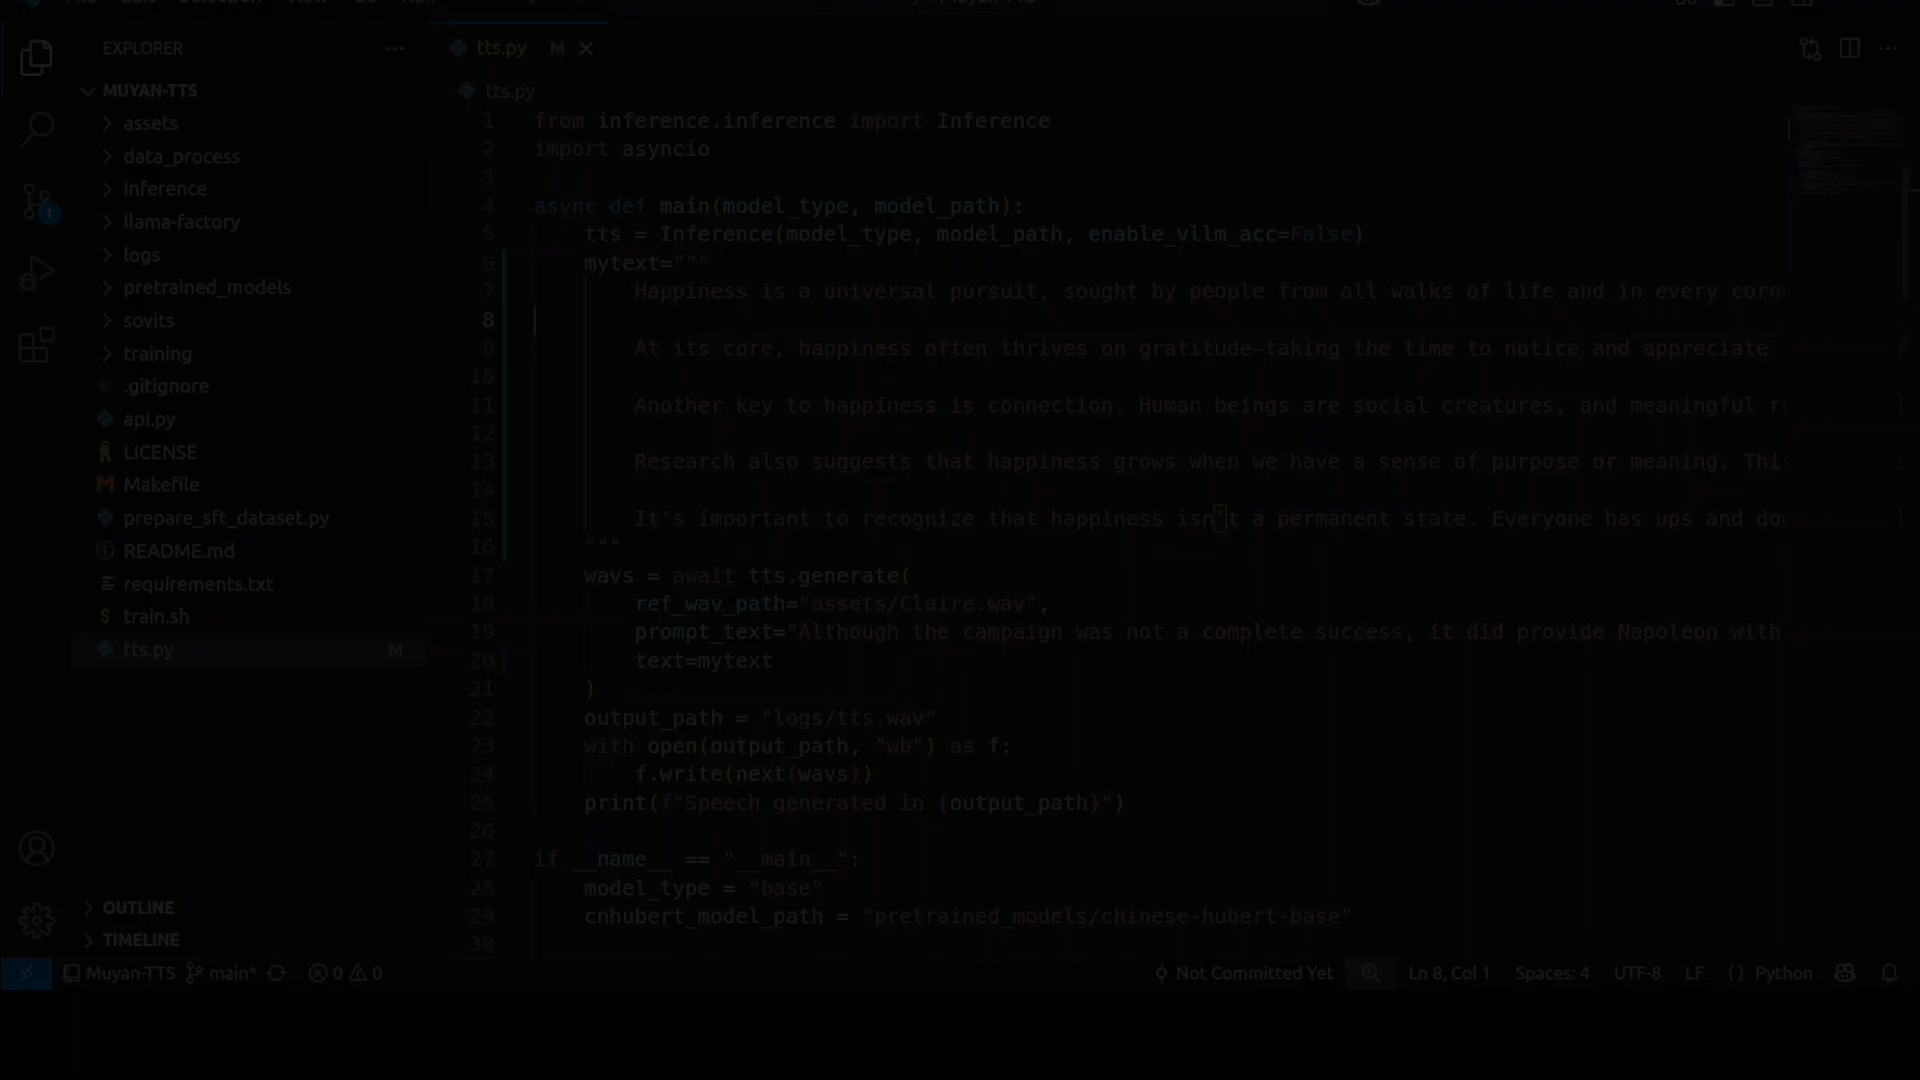 EXPLORER
tts.py M
MUYAN-TTS
tts.py
assets
data_process
inference
llama-factory
logs
pretrained_models
sovits
training
.gitignore
api.py
LICENSE
Makefile
prepare_sft_dataset.py
README.md
requirements.txt
train.sh
tts.py M
OUTLINE
TIMELINE
1 from inference.inference import Inference
2 import asyncio
3
4 async def main(model_type, model_path):
5 tts = Inference(model_type, model_path, enable_vllm_acc=False)
6 mytext="""
7 Happiness is a universal pursuit, sought by people from all walks of life and in every corn
8
9 At its core, happiness often thrives on gratitude—taking the time to notice and appreciate
10
11 Another key to happiness is connection. Human beings are social creatures, and meaningful r
12
13 Research also suggests that happiness grows when we have a sense of purpose or meaning. This
14
15 It's important to recognize that happiness isn’t a permanent state. Everyone has ups and dow
16 """
17 wavs = await tts.generate(
18 ref_wav_path="assets/Claire.wav",
19 prompt_text="Although the campaign was not a complete success, it did provide Napoleon with
20 text=mytext
21 )
22 output_path = "logs/tts.wav"
23 with open(output_path, "wb") as f:
24 f.write(next(wavs))
25 print(f"Speech generated in {output_path}")
26
27 if __name__ == "__main__":
28 model_type = "base"
29 cnhubert_model_path = "pretrained_models/chinese-hubert-base"
30
Muyan-TTS main* 0 0 Not Committed Yet Ln 8, Col 1 Spaces: 4 UTF-8 LF {} Python